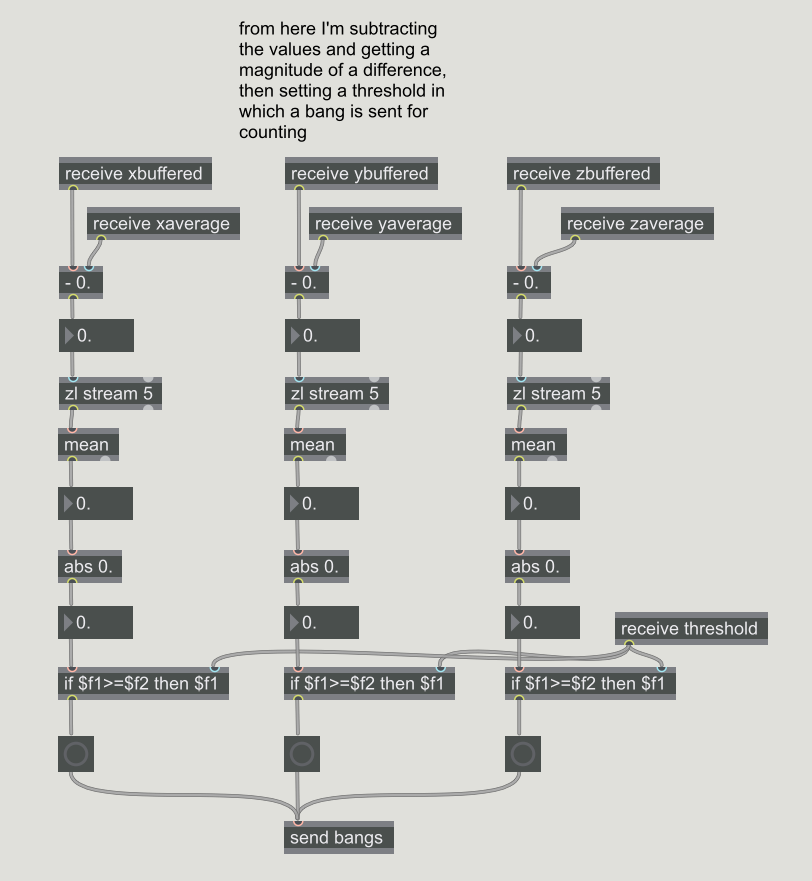 from here I'm subtracting
the values and getting a
magnitude of a difference,
then setting a threshold in
which a bang is sent for
counting
receive xbuffered
receive ybuffered
receive zbuffered
receive xaverage
receive yaverage
receive zaverage
- 0.
- 0.
- 0.
0.
0.
0.
zl stream 5
zl stream 5
zl stream 5
mean
mean
mean
0.
0.
0.
abs 0.
abs 0.
abs 0.
0.
0.
0.
receive threshold
if $f1>=$f2 then $f1
if $f1>=$f2 then $f1
if $f1>=$f2 then $f1
send bangs